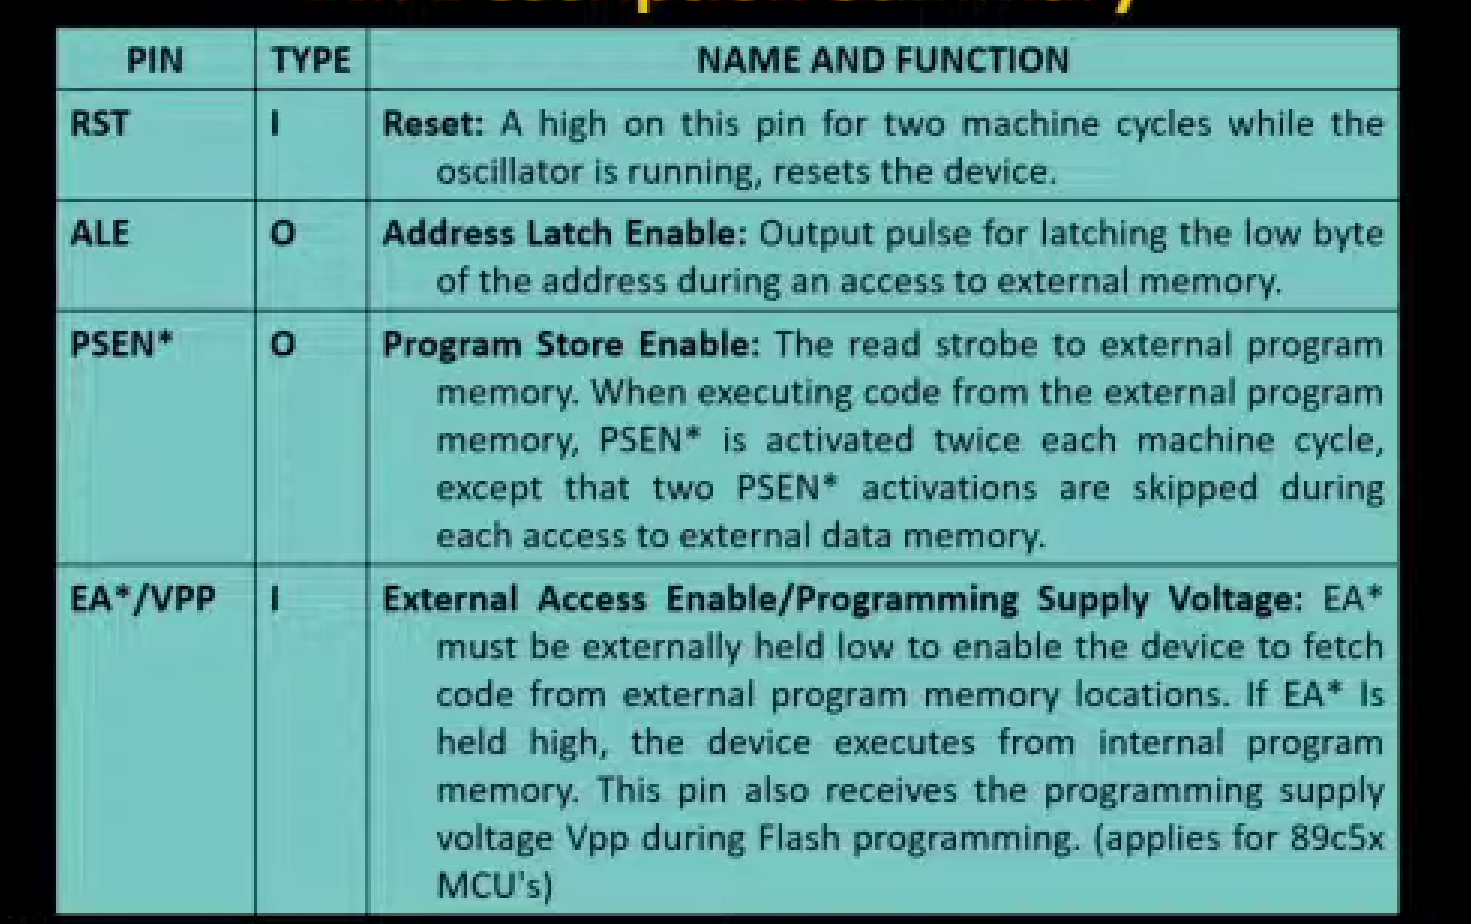 PIN TYPE NAME AND FUNCTION
RST I Reset: A high on this pin for two machine cycles while the
oscillator is running, resets the device.
ALE O Address Latch Enable: Output pulse for latching the low byte
of the address during an access to external memory.
PSEN* O Program Store Enable: The read strobe to external program
memory. When executing code from the external program
memory, PSEN* is activated twice each machine cycle,
except that two PSEN* activations are skipped during
each access to external data memory.
EA*/VPP I External Access Enable/Programming Supply Voltage: EA*
must be externally held low to enable the device to fetch
code from external program memory locations. If EA* Is
held high, the device executes from internal program
memory. This pin also receives the programming supply
voltage Vpp during Flash programming. (applies for 89c5x
MCU's)